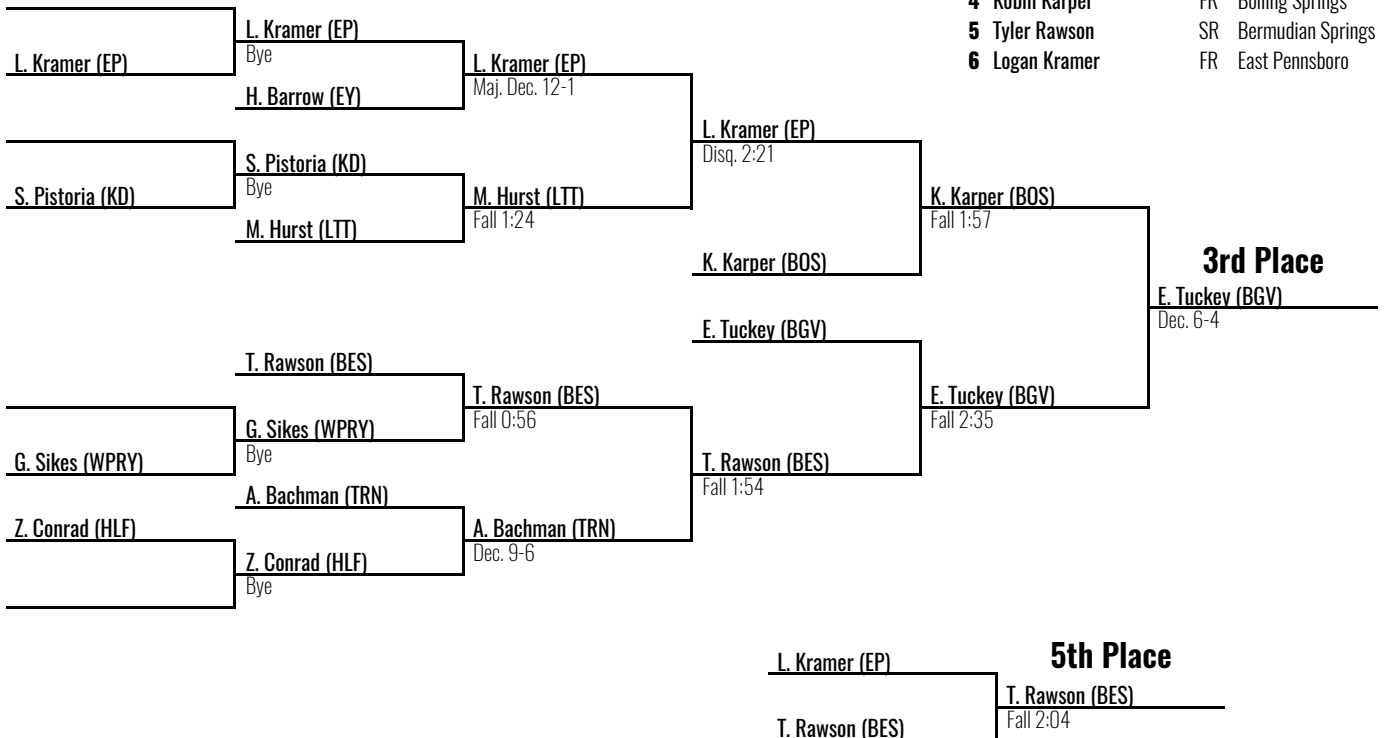 4 Kobin Karper FR Boiling Springs
5 Tyler Rawson SR Bermudian Springs
6 Logan Kramer FR East Pennsboro
L. Kramer (EP)
L. Kramer (EP)
Bye
H. Barrow (EY)
L. Kramer (EP)
Maj. Dec. 12-1
S. Pistoria (KD)
S. Pistoria (KD)
Bye
M. Hurst (LTT)
M. Hurst (LTT)
Fall 1:24
L. Kramer (EP)
Disq. 2:21
K. Karper (BOS)
K. Karper (BOS)
Fall 1:57
3rd Place
E. Tuckey (BGV)
Dec. 6-4
E. Tuckey (BGV)
E. Tuckey (BGV)
Fall 2:35
T. Rawson (BES)
T. Rawson (BES)
Fall 0:56
G. Sikes (WPRY)
Bye
G. Sikes (WPRY)
T. Rawson (BES)
Fall 1:54
A. Bachman (TRN)
Z. Conrad (HLF)
A. Bachman (TRN)
Dec. 9-6
Z. Conrad (HLF)
Bye
5th Place
L. Kramer (EP)
T. Rawson (BES)
Fall 2:04
T. Rawson (BES)